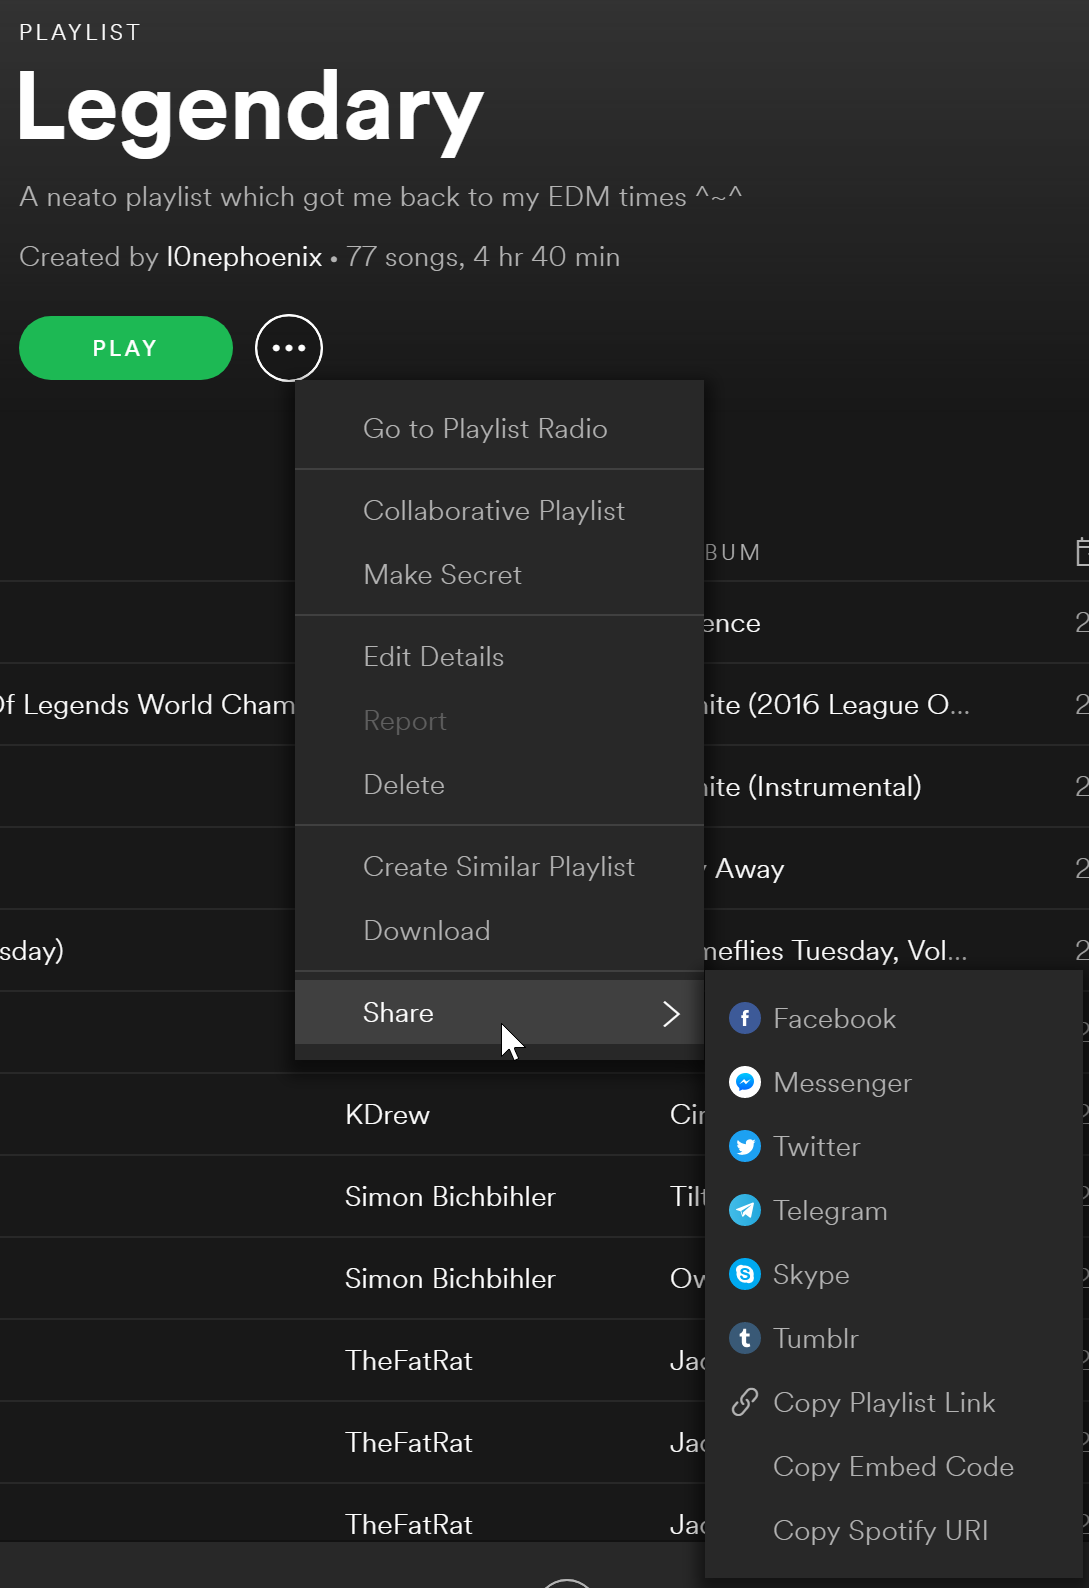 PLAYLIST
Legendary
A neato playlist which got me back to my EDM times ^~^
Created by l0nephoenix • 77 songs, 4 hr 40 min
PLAY
Go to Playlist Radio
Collaborative Playlist
Make Secret
BUM
Edit Details
ence
Report
Of Legends World Cham
ite (2016 League O...
Delete
ite (Instrumental)
Create Similar Playlist
Away
Download
sday)
meflies Tuesday, Vol...
Share
Facebook
Messenger
KDrew
Cir
Twitter
Simon Bichbihler
Tilt
Telegram
Simon Bichbihler
Ow
Skype
TheFatRat
Jac
Tumblr
Copy Playlist Link
TheFatRat
Jac
Copy Embed Code
TheFatRat
Jac
Copy Spotify URI